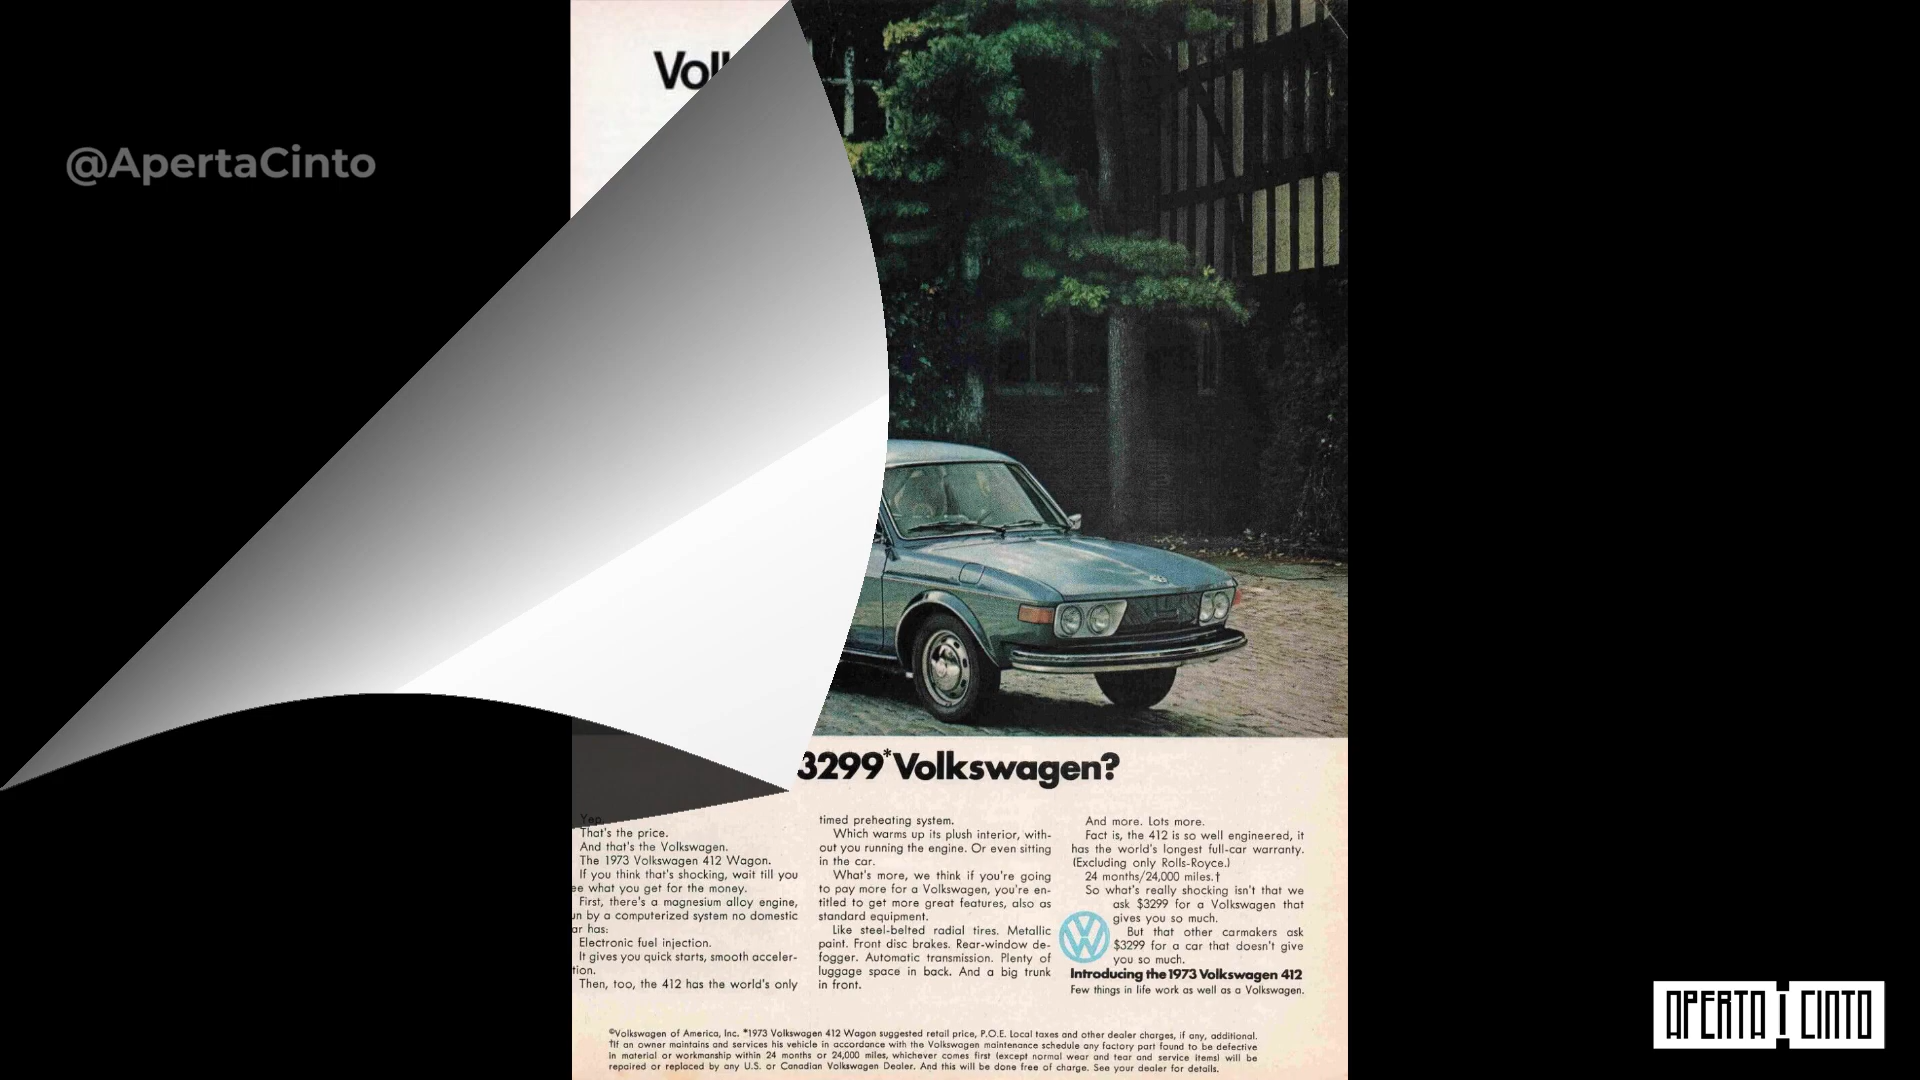 Vol
@ApertaCinto
3299* Volkswagen?
Yep.
That's the price.
And that's the Volkswagen.
The 1973 Volkswagen 412 Wagon.
If you think that's shocking, wait till you
ee what you get for the money.
First, there's a magnesium alloy engine,
un by a computerized system no domestic
ar has:
Electronic fuel injection.
It gives you quick starts, smooth acceler-
tion.
Then, too, the 412 has the world's only
timed preheating system.
Which warms up its plush interior, with-
out you running the engine. Or even sitting
in the car.
What's more, we think if you're going
to pay more for a Volkswagen, you're en-
titled to get more great features, also as
standard equipment.
Like steel-belted radial tires. Metallic
paint. Front disc brakes. Rear-window de-
fogger. Automatic transmission. Plenty of
luggage space in back. And a big trunk
in front.
And more. Lots more.
Fact is, the 412 is so well engineered, it
has the world's longest full-car warranty.
(Excluding only Rolls-Royce.)
24 months/24,000 miles.†
So what's really shocking isn't that we
ask $3299 for a Volkswagen that
gives you so much.
But that other carmakers ask
$3299 for a car that doesn't give
you so much.
Introducing the 1973 Volkswagen 412
Few things in life work as well as a Volkswagen.
©Volkswagen of America, Inc. *1973 Volkswagen 412 Wagon suggested retail price, P.O.E. Local taxes and other dealer charges, if any, additional.
†If an owner maintains and services his vehicle in accordance with the Volkswagen maintenance schedule any factory part found to be defective
in material or workmanship within 24 months or 24,000 miles, whichever comes first (except normal wear and tear and service items) will be
repaired or replaced by any U.S. or Canadian Volkswagen Dealer. And this will be done free of charge. See your dealer for details.
APERTA CINTO